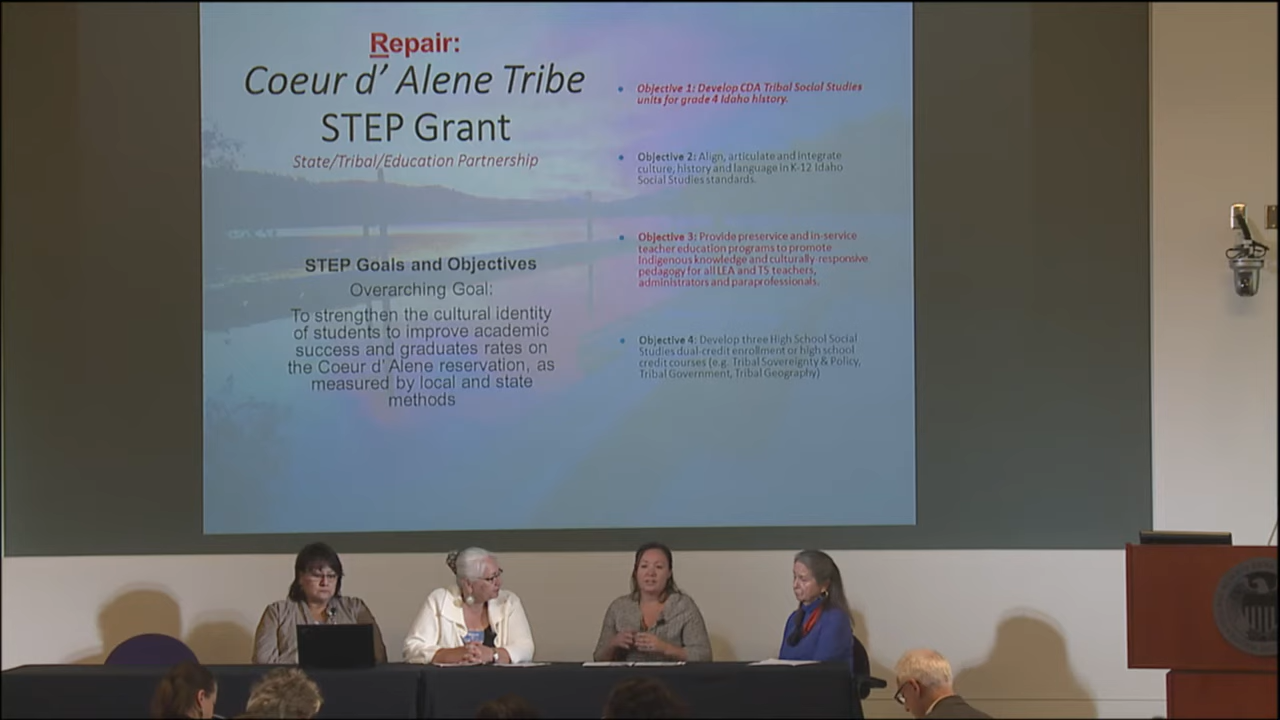 Repair:
Coeur d’ Alene Tribe
STEP Grant
State/Tribal/Education Partnership
STEP Goals and Objectives
Overarching Goal:
To strengthen the cultural identity
of students to improve academic
success and graduates rates on
the Coeur d’ Alene reservation, as
measured by local and state
methods
• Objective 1: Develop CDA Tribal Social Studies
units for grade 4 Idaho history.
• Objective 2: Align, articulate and integrate
culture, history and language in K-12 Idaho
Social Studies standards.
• Objective 3: Provide preservice and in-service
teacher education programs to promote
Indigenous knowledge and culturally-responsive
pedagogy for all LEA and TS teachers,
administrators and paraprofessionals.
• Objective 4: Develop three High School Social
Studies dual-credit enrollment or high school
credit courses (e.g. Tribal Sovereignty & Policy,
Tribal Government, Tribal Geography)